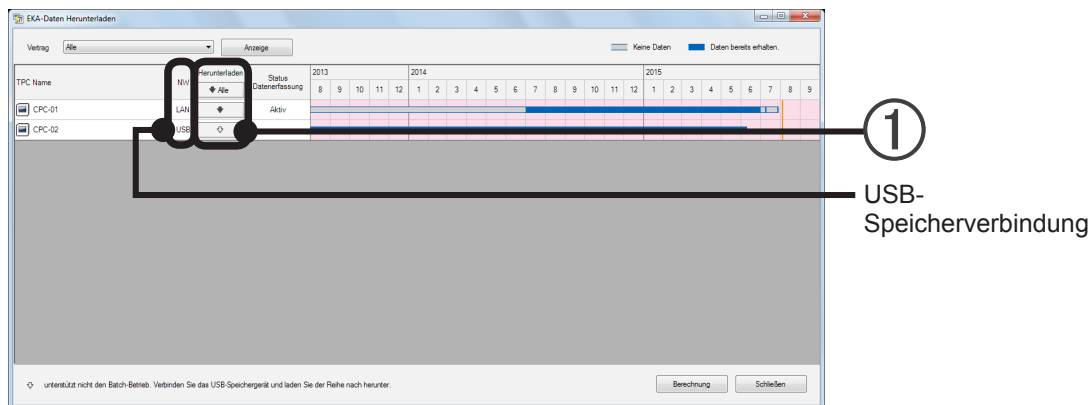 EKA-Daten Herunterladen
Vertrag Alle Anzeige Keine Daten Daten bereits erhalten.
TPC Name NW Herunterladen Status Datenerfassung 2013 2014 2015
Alle 8 9 10 11 12 1 2 3 4 5 6 7 8 9 10 11 12 1 2 3 4 5 6 7 8 9
CPC-01 LAN Aktiv
CPC-02 USB
①
USB-
Speicherverbindung
unterstützt nicht den Batch-Betrieb. Verbinden Sie das USB-Speichergerät und laden Sie der Reihe nach herunter. Berechnung Schließen